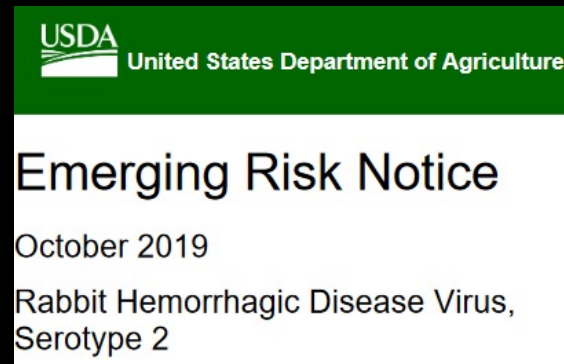 USDA
United States Department of Agriculture
Emerging Risk Notice
October 2019
Rabbit Hemorrhagic Disease Virus,
Serotype 2